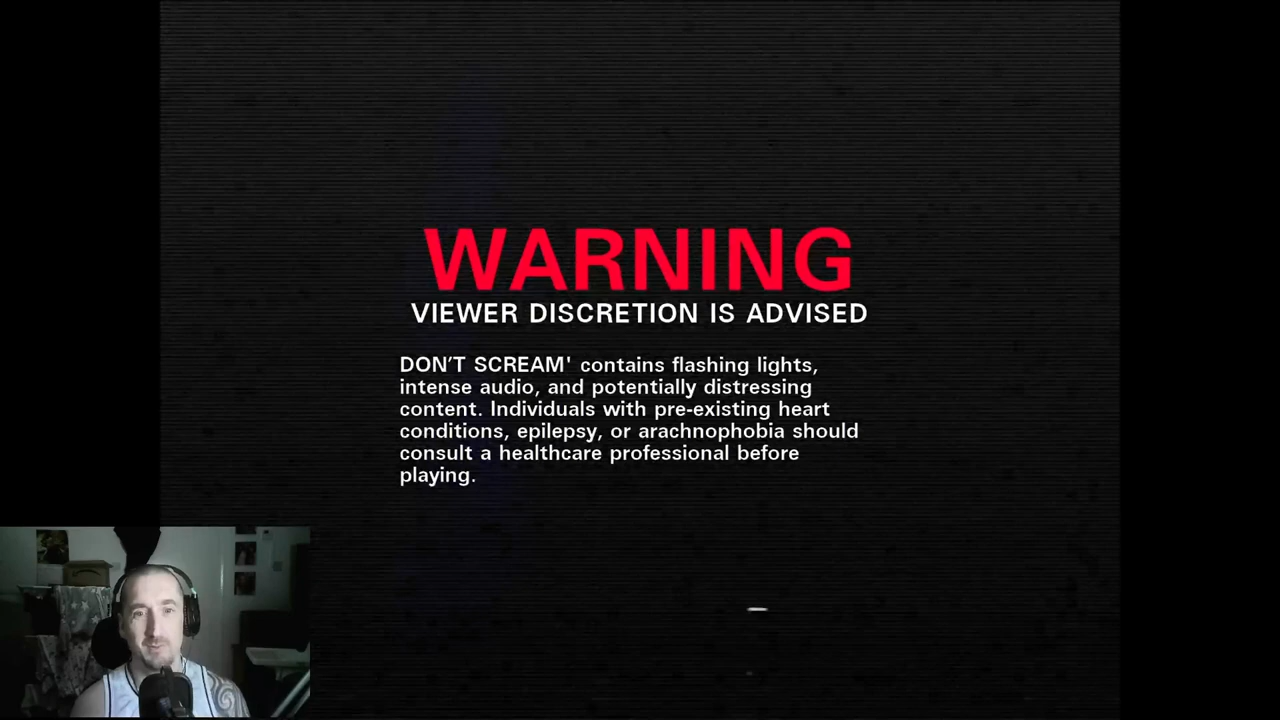 WARNING
VIEWER DISCRETION IS ADVISED
DON'T SCREAM' contains flashing lights,
intense audio, and potentially distressing
content. Individuals with pre-existing heart
conditions, epilepsy, or arachnophobia should
consult a healthcare professional before
playing.